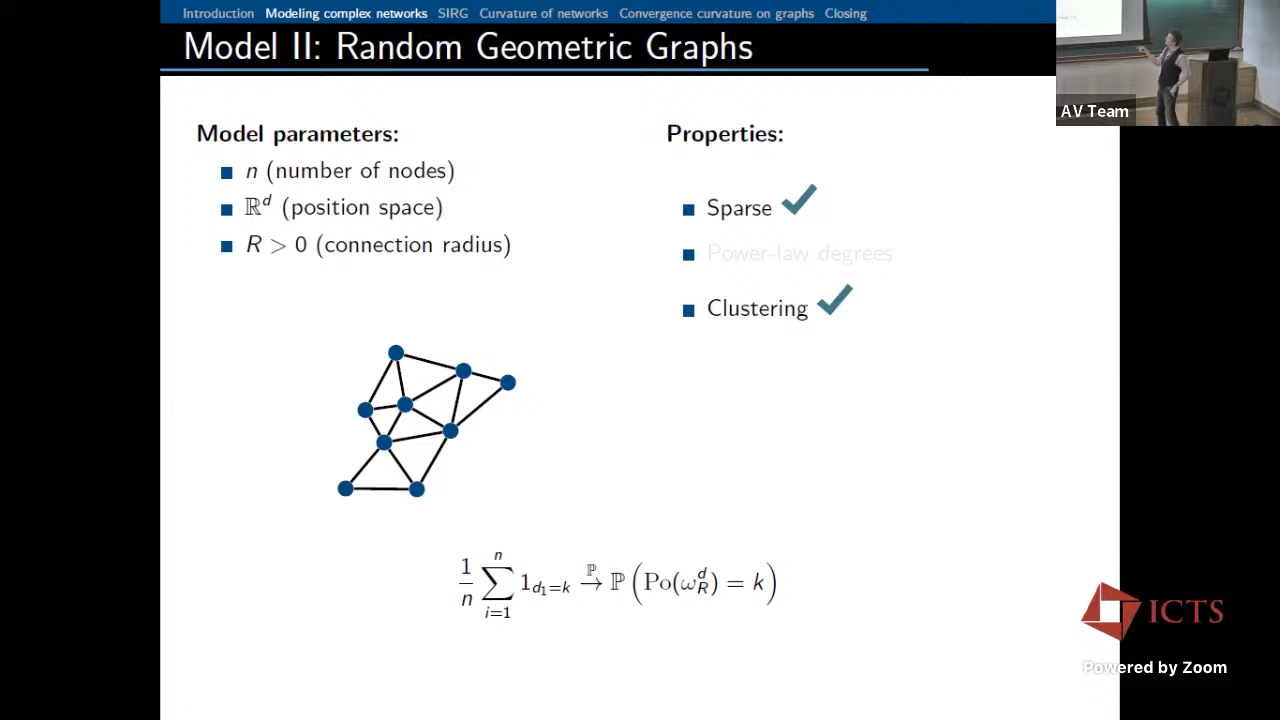 Introduction Modeling complex networks SIRG Curvature of networks Convergence curvature on graphs Closing
Model II: Random Geometric Graphs
AV Team
Model parameters:
n (number of nodes)
ℝ^d (position space)
R > 0 (connection radius)
Properties:
Sparse
Power-law degrees
Clustering
1/n ∑_{i=1}^{n} 1_{d_1=k} →^ℙ ℙ(Po(ω_R^d) = k)
ICTS
Powered by Zoom